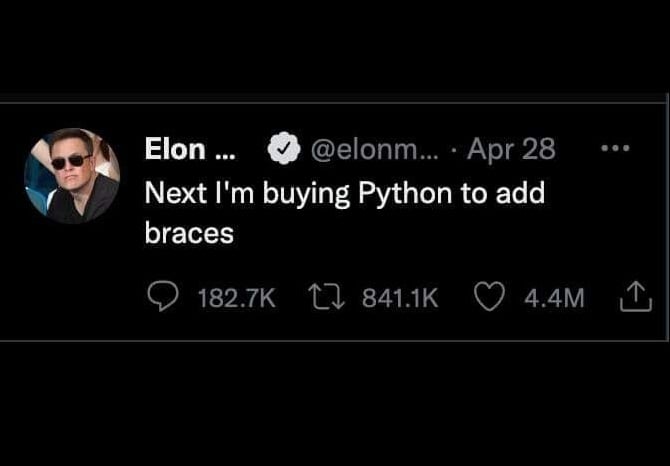 Elon ... @elonm... · Apr 28 ...
Next I'm buying Python to add
braces
182.7K 841.1K 4.4M